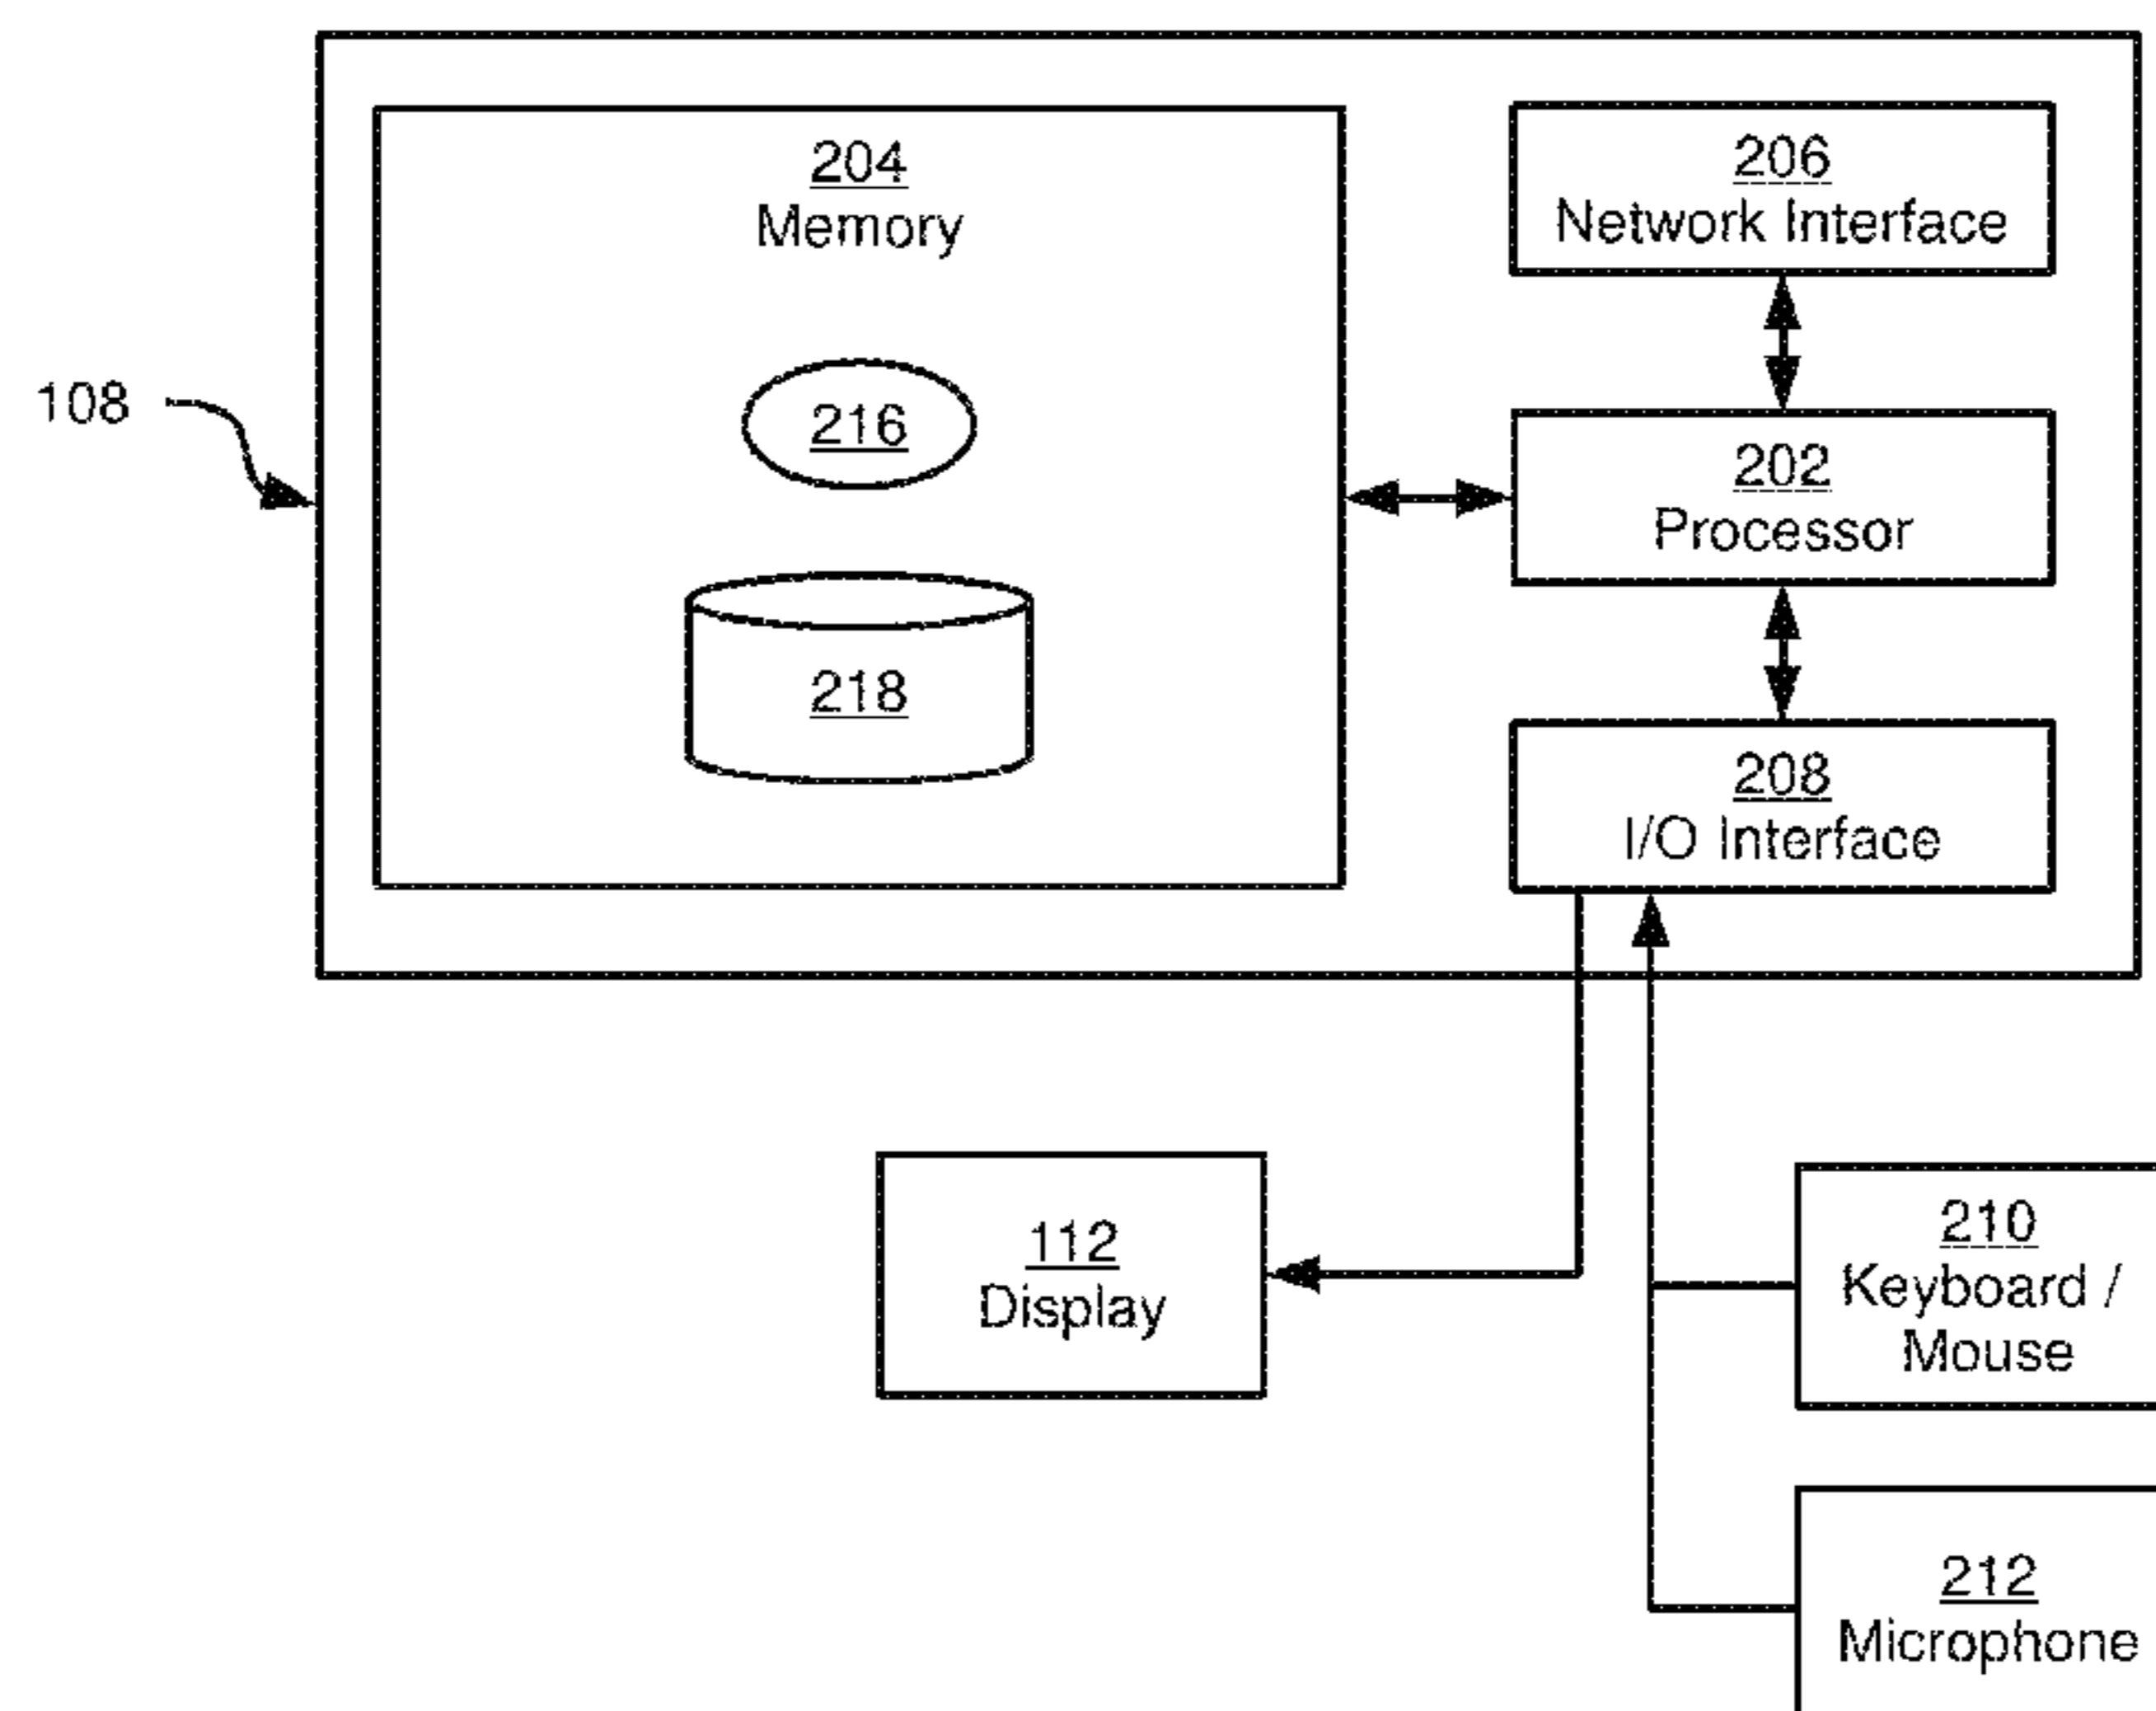 204
Memory
206
Network Interface
108
216
202
Processor
218
208
I/O Interface
112
Display
210
Keyboard /
Mouse
212
Microphone